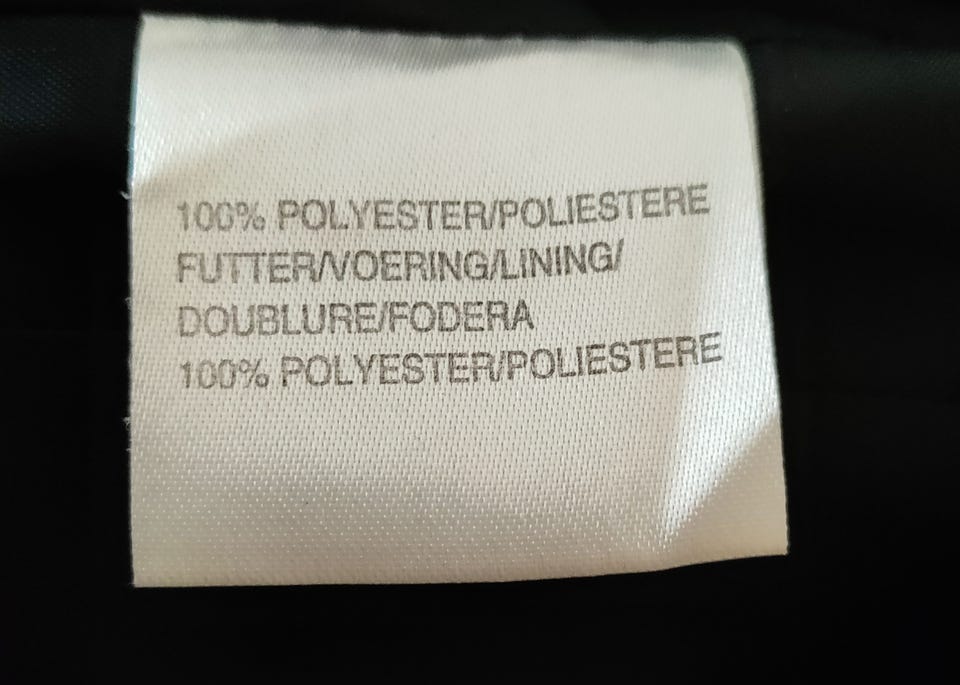 100% POLYESTER/POLIESTERE
FUTTER/VOERING/LINING/
DOUBLURE/FODERA
100% POLYESTER/POLIESTERE